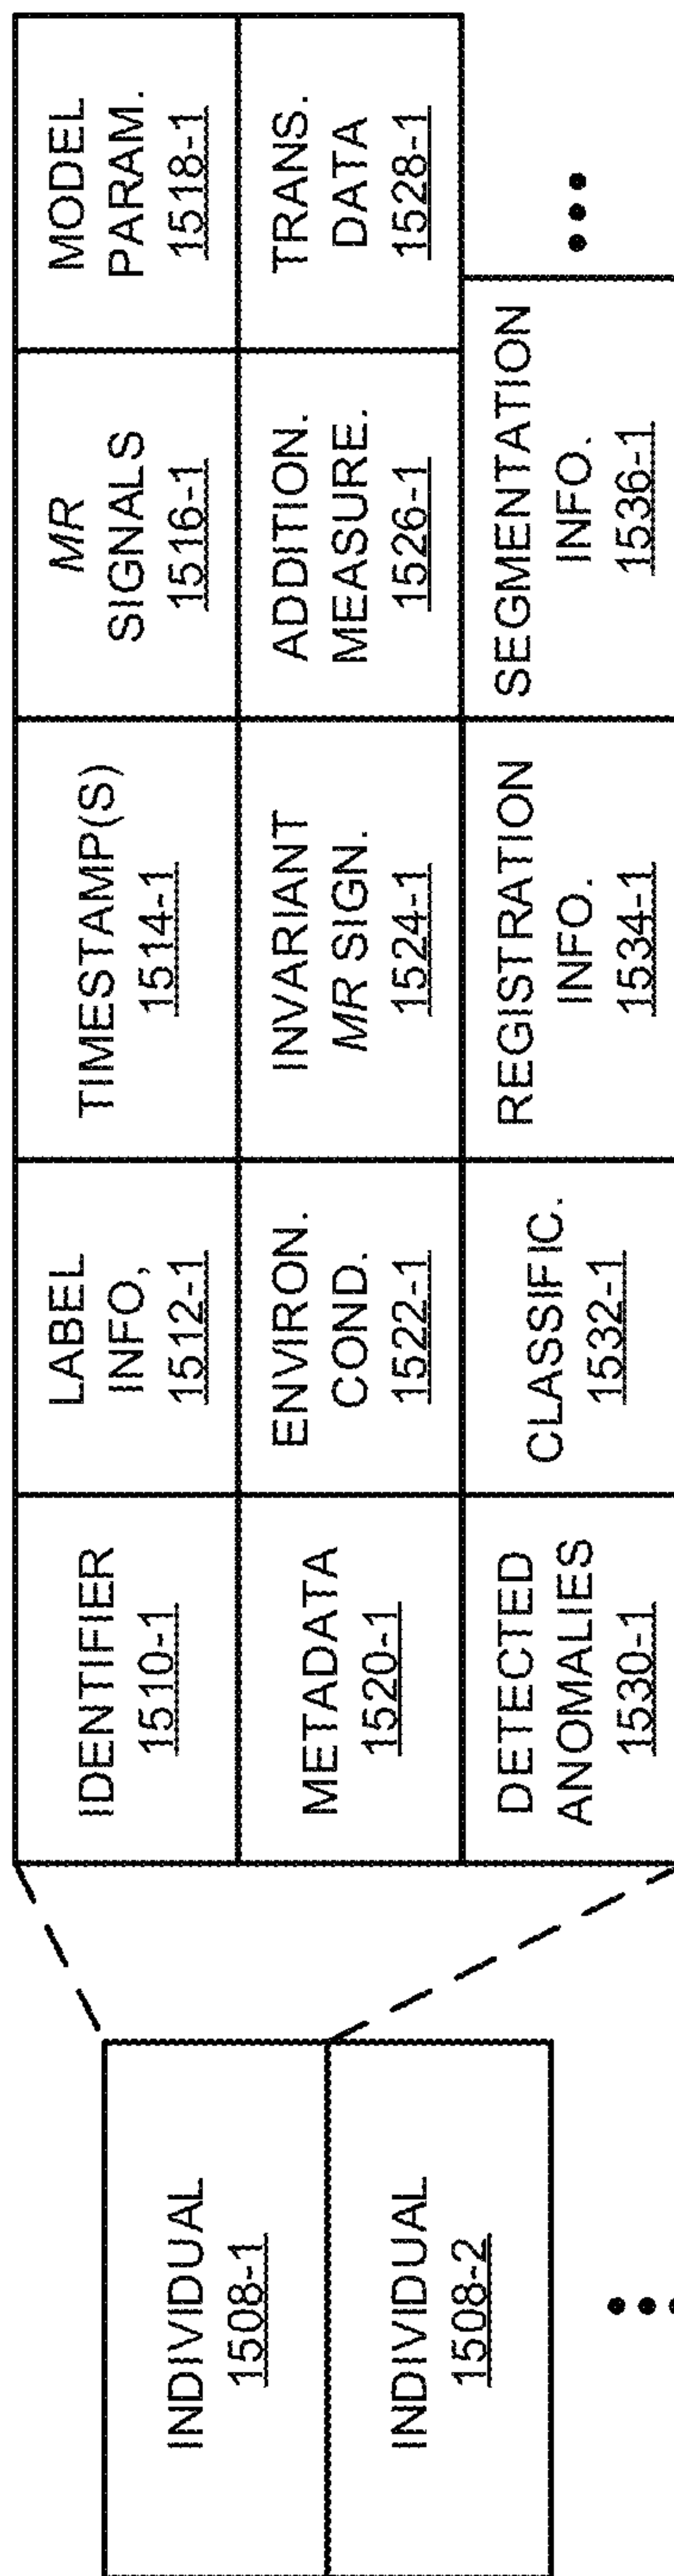 INDIVIDUAL
1508-1
INDIVIDUAL
1508-2
IDENTIFIER
1510-1
LABEL
INFO,
1512-1
TIMESTAMP(S)
1514-1
MR
SIGNALS
1516-1
MODEL
PARAM.
1518-1
METADATA
1520-1
ENVIRON.
COND.
1522-1
INVARIANT
MR SIGN.
1524-1
ADDITION.
MEASURE.
1526-1
TRANS.
DATA
1528-1
DETECTED
ANOMALIES
1530-1
CLASSIFIC.
1532-1
REGISTRATION
INFO.
1534-1
SEGMENTATION
INFO.
1536-1